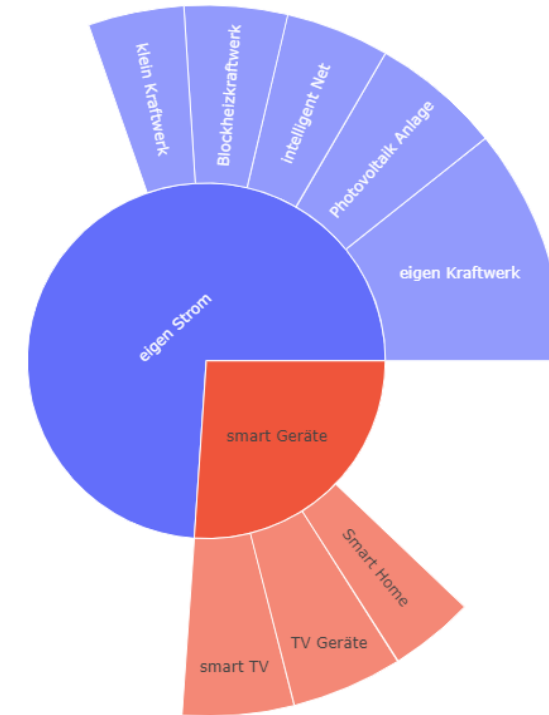 klein Kraftwerk
Blockheizkraftwerk
intelligent Net
Photovoltaik Anlage
eigen Kraftwerk
eigen Strom
smart Geräte
Smart Home
TV Geräte
smart TV